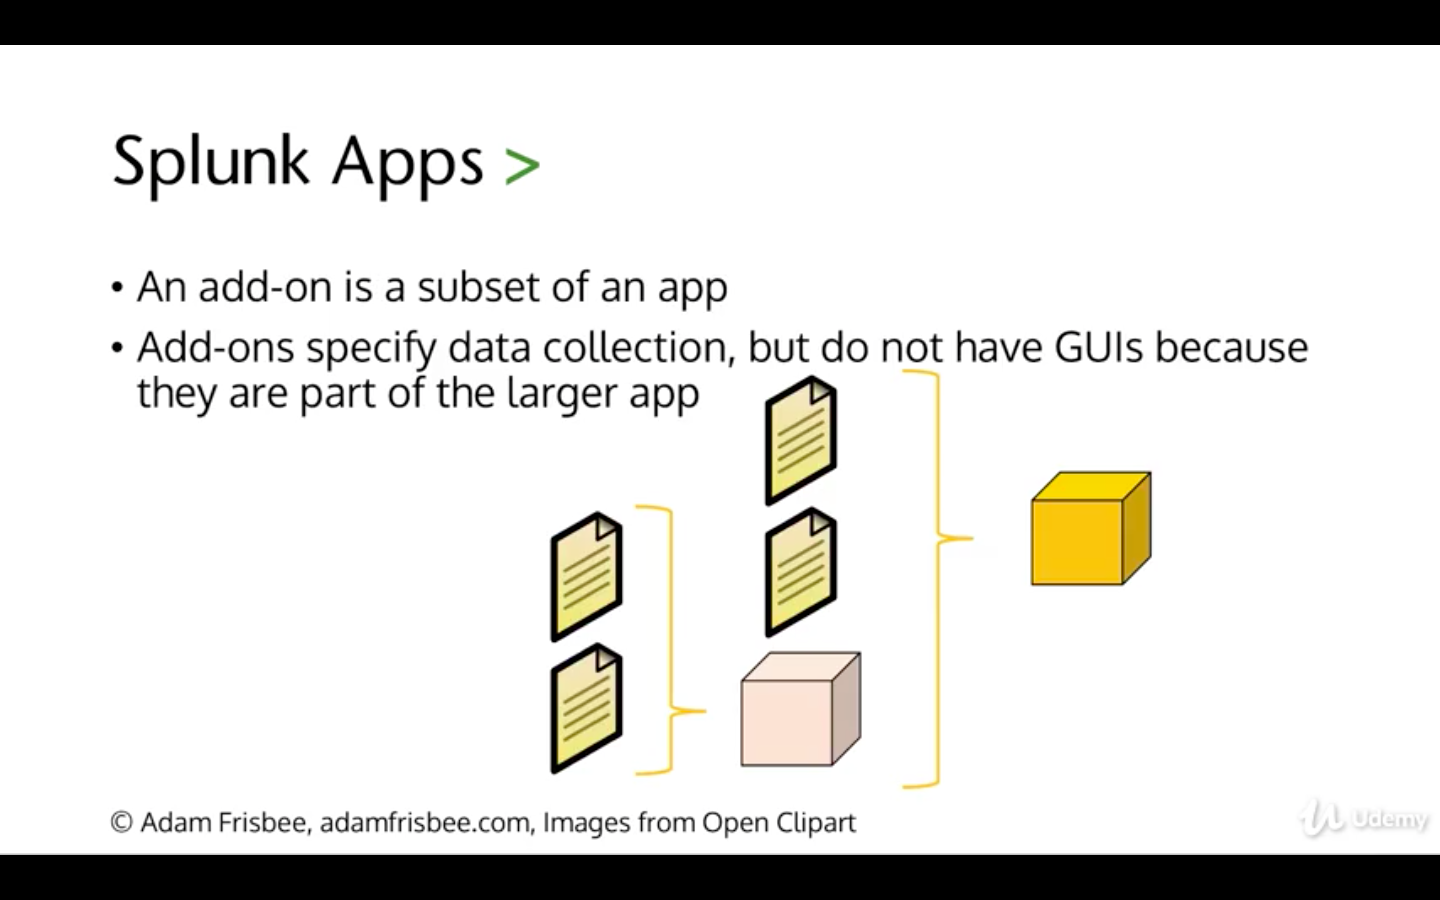 Splunk Apps >
• An add-on is a subset of an app
• Add-ons specify data collection, but do not have GUIs because
they are part of the larger app
© Adam Frisbee, adamfrisbee.com, Images from Open Clipart
Udemy